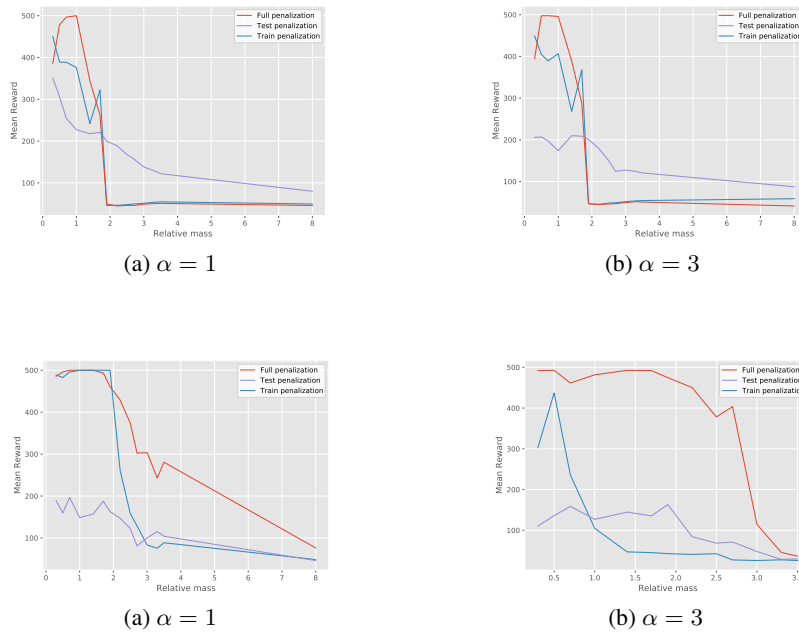 Full penalization
Test penalization
Train penalization
500
400
300
200
100
Mean Reward
0 1 2 3 4 5 6 7 8
Relative mass
(a) α = 1
Full penalization
Test penalization
Train penalization
500
400
300
200
100
Mean Reward
0 1 2 3 4 5 6 7 8
Relative mass
(b) α = 3
Full penalization
Test penalization
Train penalization
500
400
300
200
100
Mean Reward
0 1 2 3 4 5 6 7 8
Relative mass
(a) α = 1
Full penalization
Test penalization
Train penalization
500
400
300
200
100
Mean Reward
0.5 1.0 1.5 2.0 2.5 3.0 3.5
Relative mass
(b) α = 3